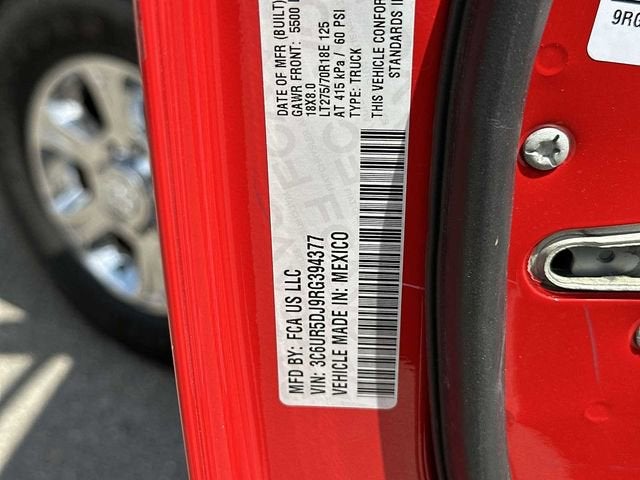 MFD BY: FCA US LLC
DATE OF MFR (BUILT)
GAWR FRONT: 5500
18X8.0
LT275/70R18E 125
AT 415 kPa / 60 PSI
TYPE: TRUCK
VIN: 3C6UR5DJ9RG394377
VEHICLE MADE IN: MEXICO
THIS VEHICLE CONFOR
STANDARDS I
9RG